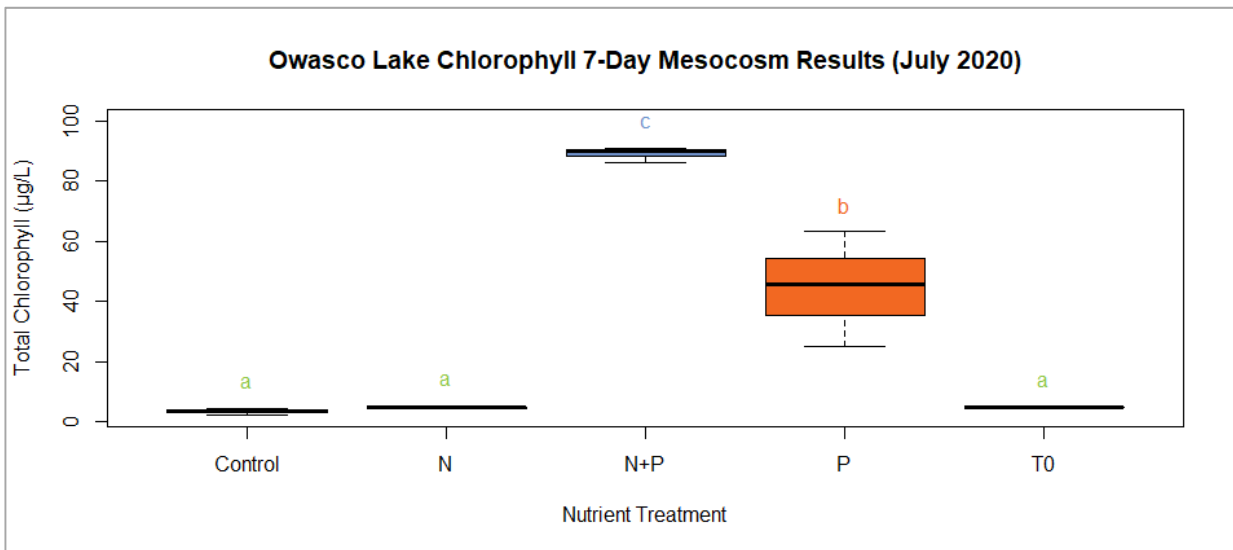 Owasco Lake Chlorophyll 7-Day Mesocosm Results (July 2020)
Total Chlorophyll (µg/L)
100
80
60
40
20
0
a
a
c
b
a
Control
N
N+P
P
T0
Nutrient Treatment